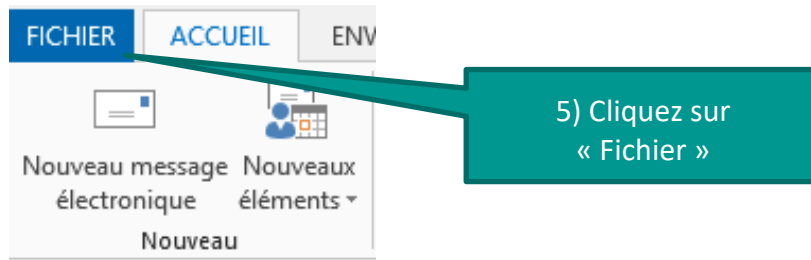 FICHIER ACCUEIL ENV
5) Cliquez sur
« Fichier »
Nouveau message
électronique
Nouveaux
éléments
Nouveau